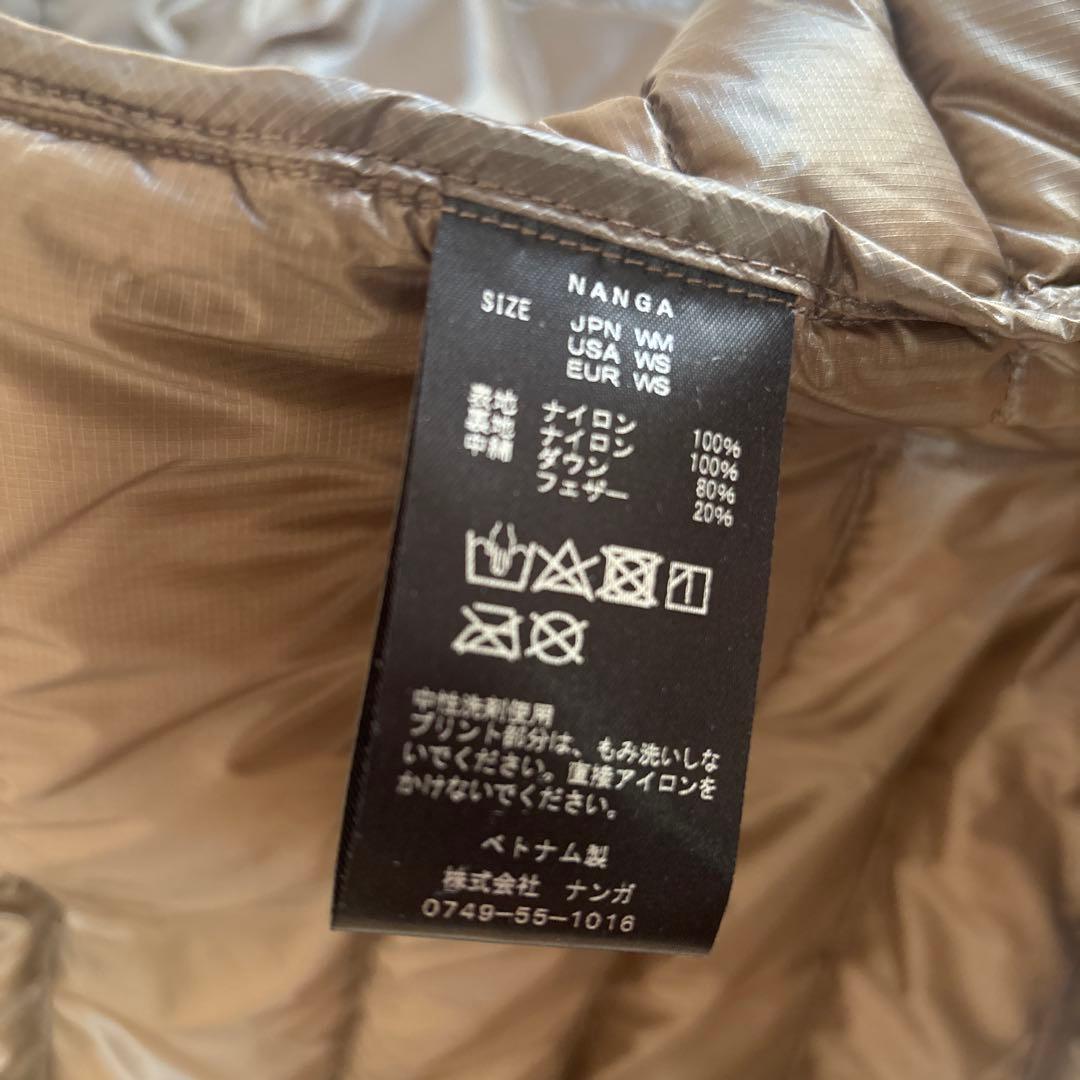 NANGA
SIZE JPN WM
USA WS
EUR WS
表地 ナイロン 100%
裏地 ナイロン 100%
中綿 ダウン 80%
フェザー 20%
中性洗剤使用
プリント部分は、もみ洗いしな
いでください。直接アイロンを
かけないでください。
ベトナム製
株式会社 ナンガ
0749-55-1016